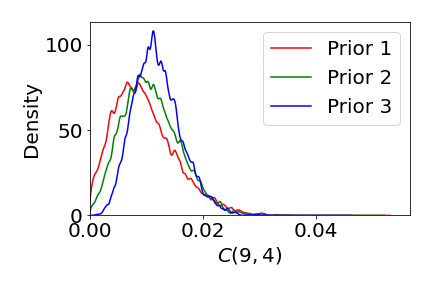 100
50
0
Density
Prior 1
Prior 2
Prior 3
0.00 0.02 0.04
C(9, 4)